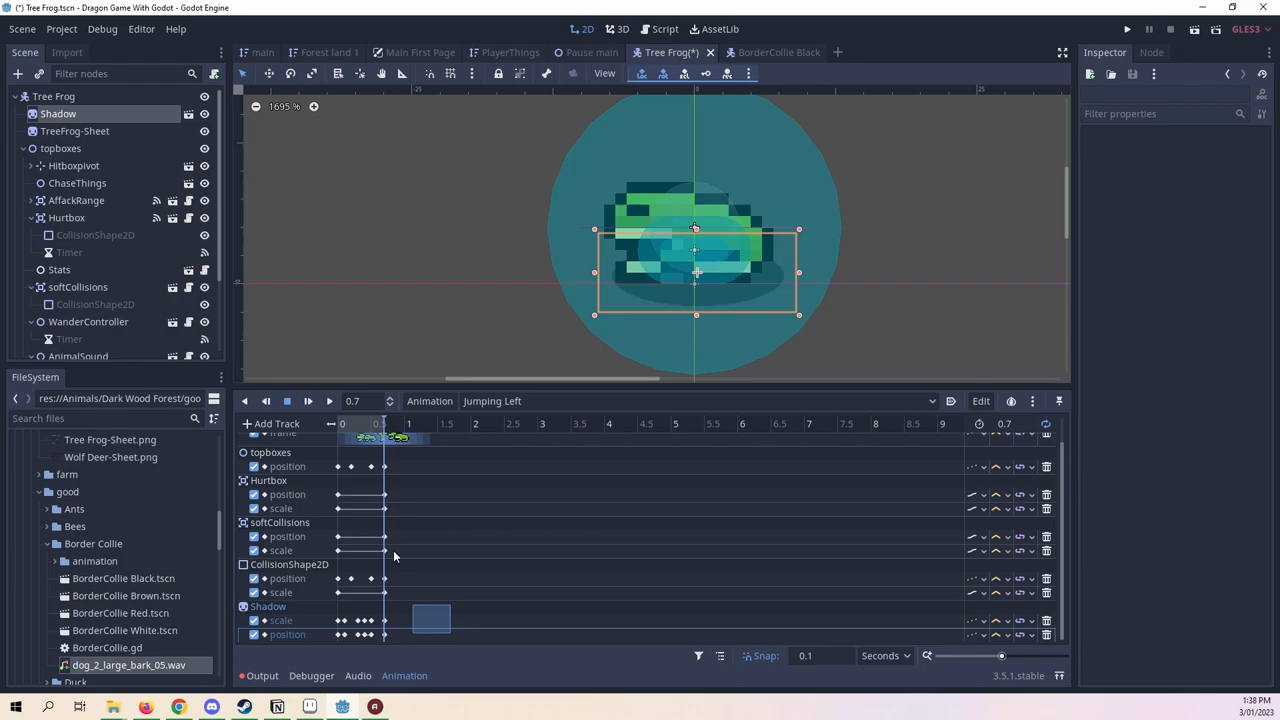 (*) Tree Frog.tscn - Dragon Game With Godot - Godot Engine
Scene Project Debug Editor Help
2D 3D Script AssetLib
GLES3
Scene Import
main Forest land 1 Main First Page PlayerThings Pause main Tree Frog(*) BorderCollie Black
Inspector Node
Filter nodes
View
Tree Frog
Shadow
TreeFrog-Sheet
topboxes
Hitboxpivot
ChaseThings
AffackRange
Hurtbox
CollisionShape2D
Timer
Stats
softCollisions
CollisionShape2D
WanderController
Timer
AnimalSound
-25 0 25
1695 %
Filter properties
FileSystem
res://Animals/Dark Wood Forest/goo
Search files
Tree Frog-Sheet.png
Wolf Deer-Sheet.png
farm
good
Ants
Bees
Border Collie
animation
BorderCollie Black.tscn
BorderCollie Brown.tscn
BorderCollie Red.tscn
BorderCollie White.tscn
BorderCollie.gd
dog_2_large_bark_05.wav
Duck
0.7 Animation Jumping Left Edit
Add Track 0 0.5 1 1.5 2 2.5 3 3.5 4 4.5 5 5.5 6 6.5 7 7.5 8 8.5 9 0.7
frame
topboxes
position
Hurtbox
position
scale
softCollisions
position
scale
CollisionShape2D
position
scale
Shadow
scale
position
Snap: 0.1 Seconds
Output Debugger Audio Animation 3.5.1.stable
1:38 PM
3/01/2023